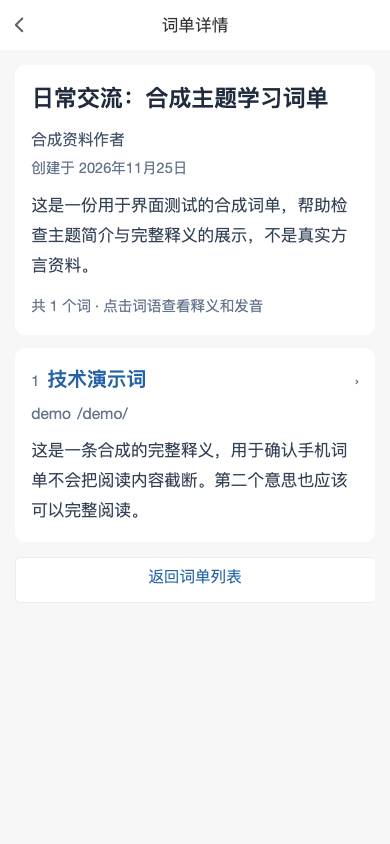 词单详情
日常交流：合成主题学习词单
合成资料作者
创建于 2026年11月25日
这是一份用于界面测试的合成词单，帮助检
查主题简介与完整释义的展示，不是真实方
言资料。
共 1 个词 · 点击词语查看释义和发音
1 技术演示词 ›
demo /demo/
这是一条合成的完整释义，用于确认手机词
单不会把阅读内容截断。第二个意思也应该
可以完整阅读。
返回词单列表